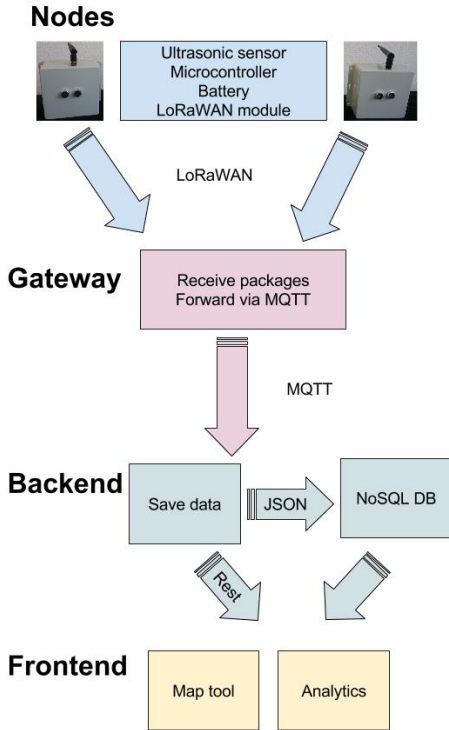 Nodes
Ultrasonic sensor
Microcontroller
Battery
LoRaWAN module
LoRaWAN
Gateway
Receive packages
Forward via MQTT
MQTT
Backend
Save data
JSON
NoSQL DB
Rest
Frontend
Map tool
Analytics